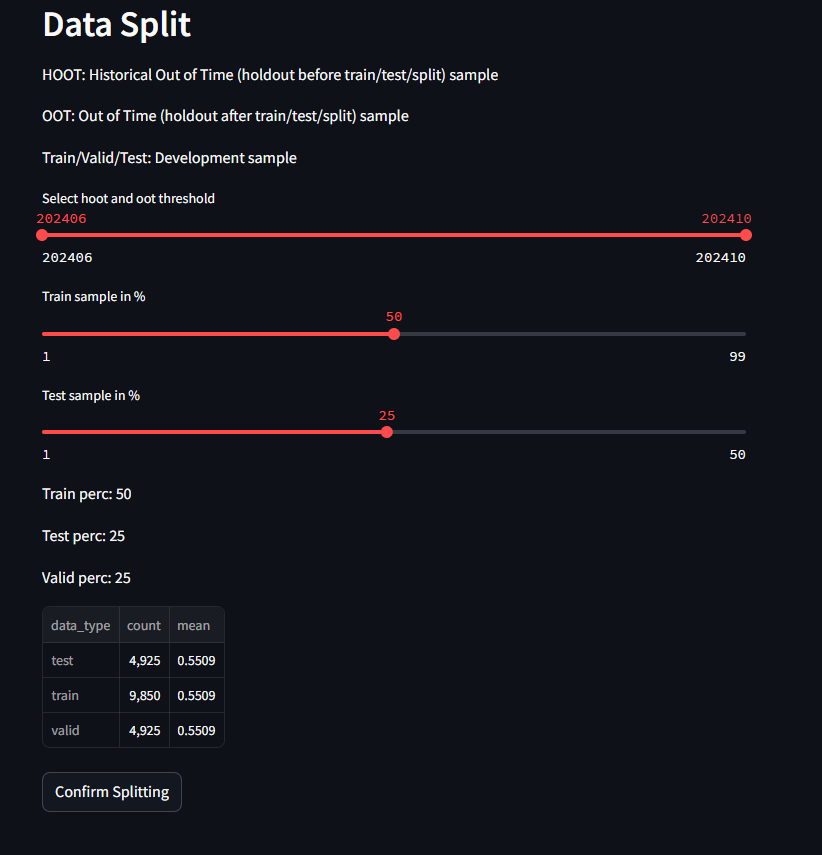 Data Split
HOOT: Historical Out of Time (holdout before train/test/split) sample
OOT: Out of Time (holdout after train/test/split) sample
Train/Valid/Test: Development sample
Select hoot and oot threshold
202406 202410
202406 202410
Train sample in %
50
1 99
Test sample in %
25
1 50
Train perc: 50
Test perc: 25
Valid perc: 25
data_type count mean
test 4,925 0.5509
train 9,850 0.5509
valid 4,925 0.5509
Confirm Splitting